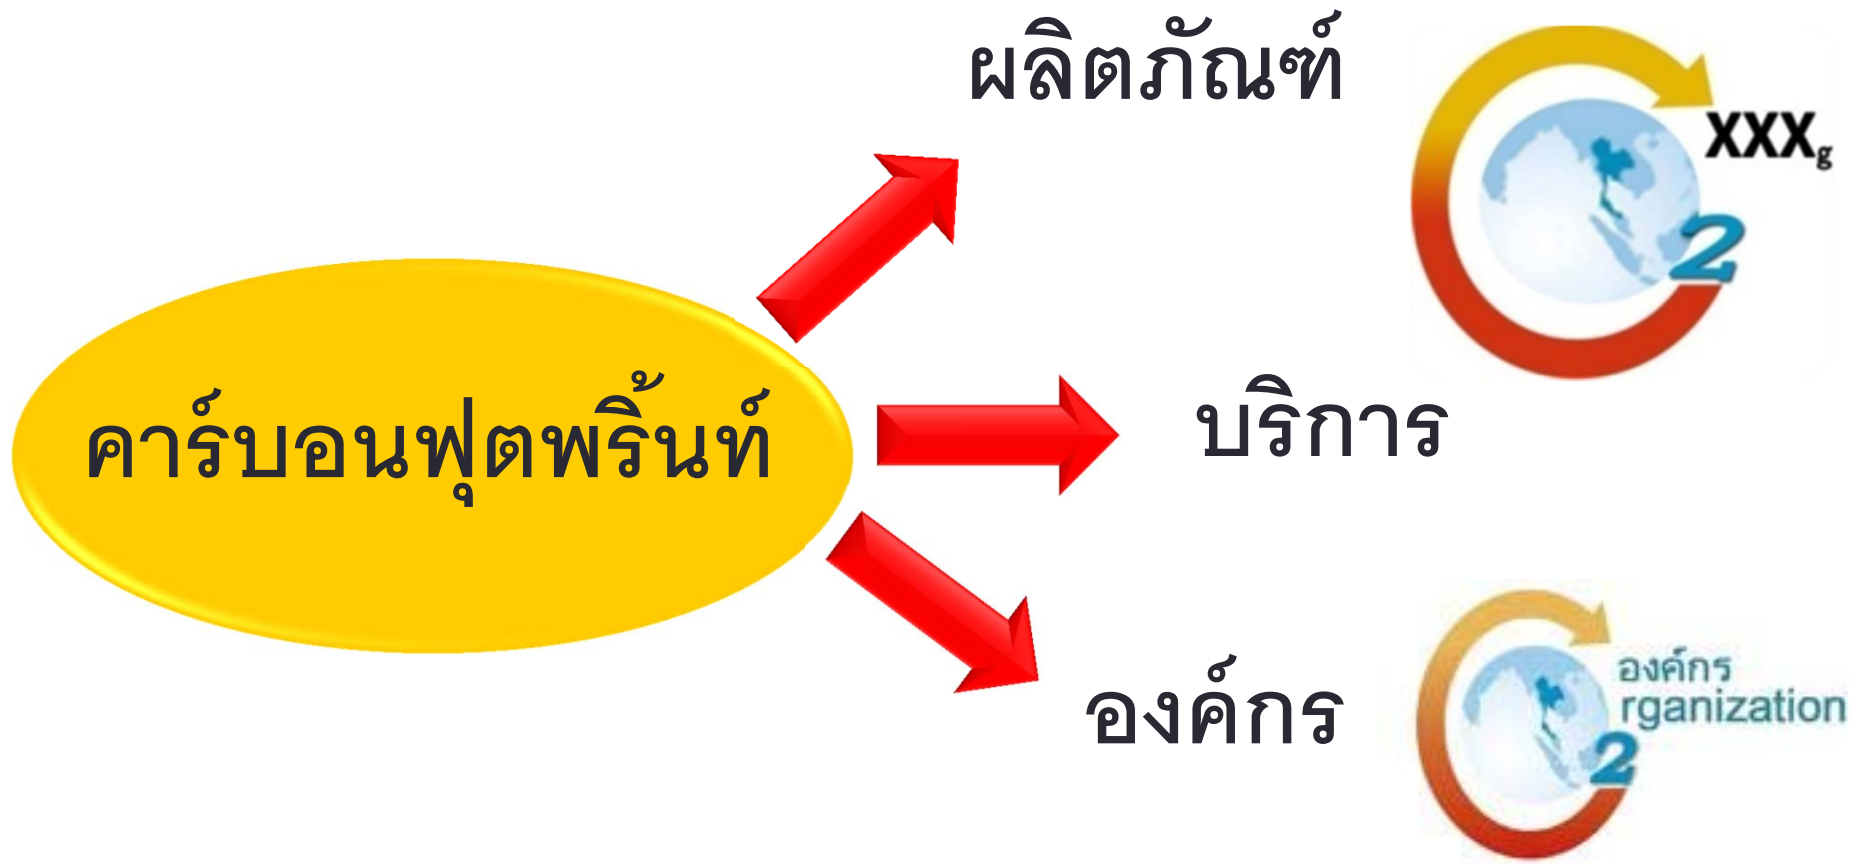 ผลิตภัณฑ์
XXXg
2
คาร์บอนฟุตพริ้นท์
บริการ
องค์กร
องค์กร
rganization
2